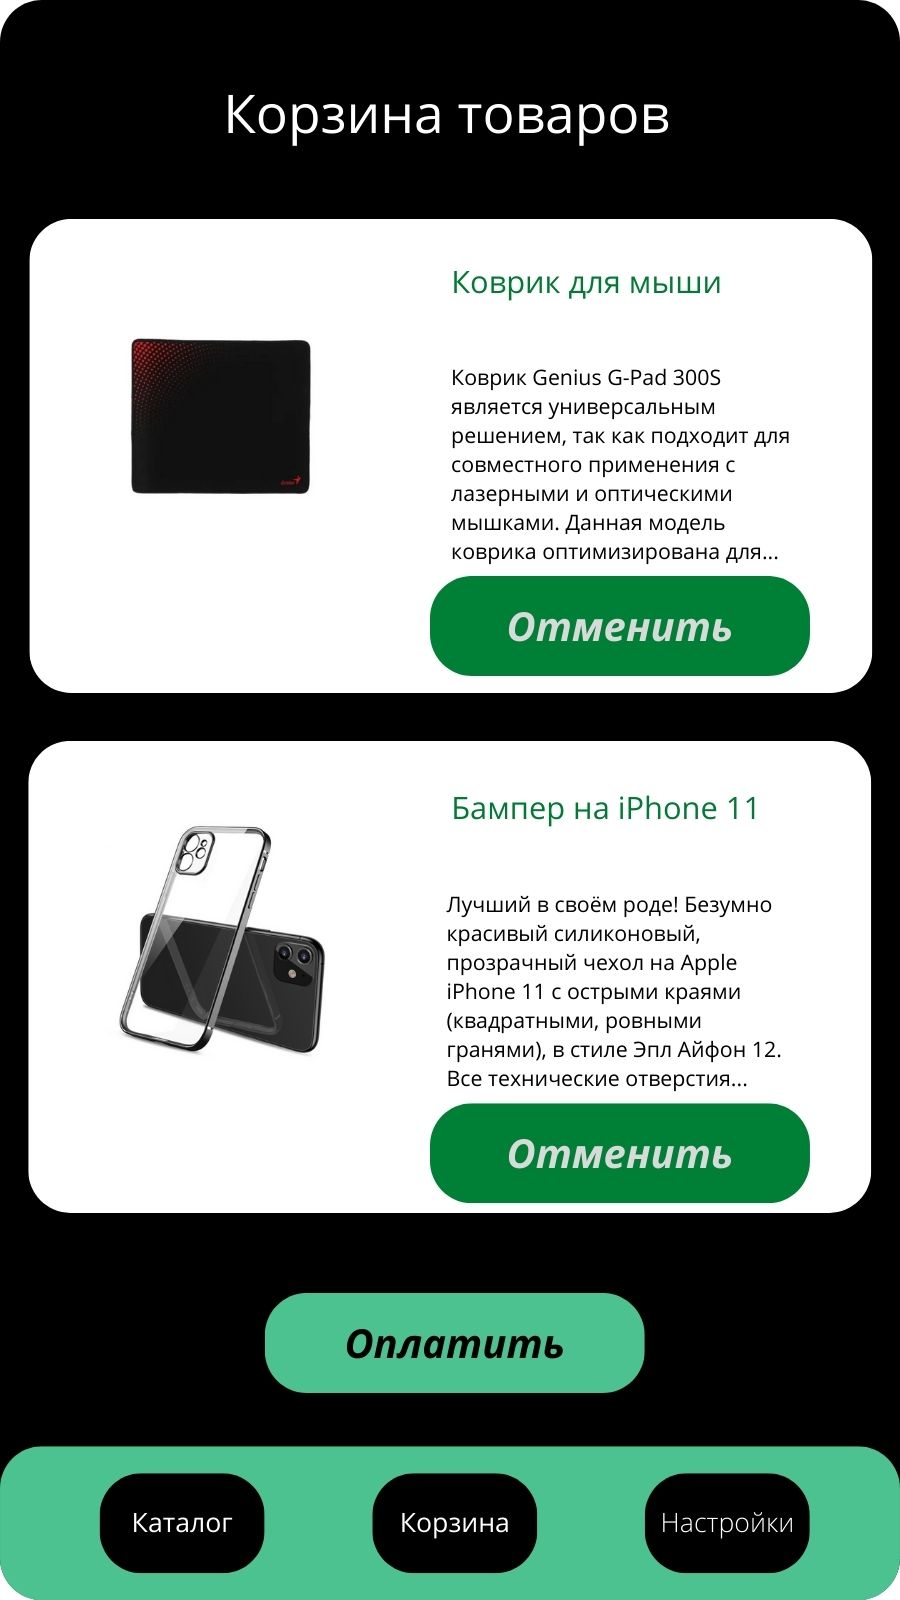 Корзина товаров
Коврик для мыши
Коврик Genius G-Pad 300S
является универсальным
решением, так как подходит для
совместного применения с
лазерными и оптическими
мышками. Данная модель
коврика оптимизирована для...
Отменить
Бампер на iPhone 11
Лучший в своём роде! Безумно
красивый силиконовый,
прозрачный чехол на Apple
iPhone 11 с острыми краями
(квадратными, ровными
гранями), в стиле Эпл Айфон 12.
Все технические отверстия...
Отменить
Оплатить
Каталог
Корзина
Настройки